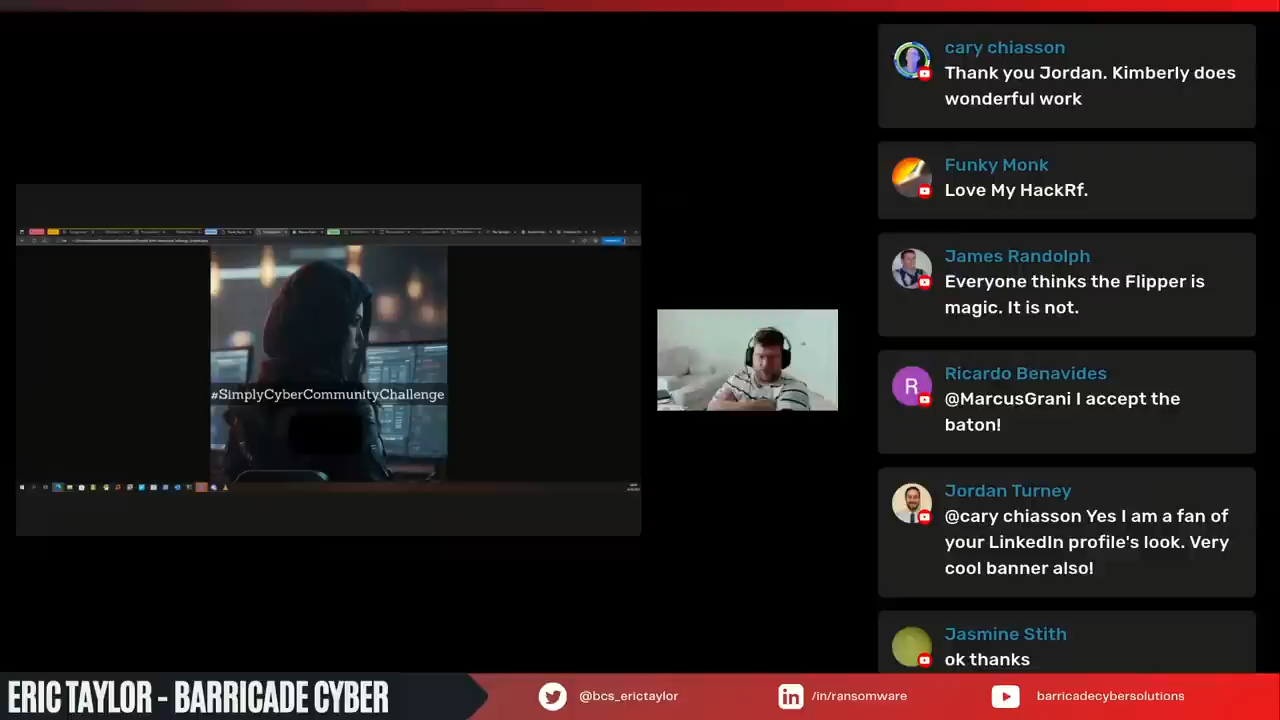 #SimplyCyberCommunityChallenge
cary chiasson
Thank you Jordan. Kimberly does
wonderful work
Funky Monk
Love My HackRf.
James Randolph
Everyone thinks the Flipper is
magic. It is not.
R
Ricardo Benavides
@MarcusGrani I accept the
baton!
Jordan Turney
@cary chiasson Yes I am a fan of
your LinkedIn profile's look. Very
cool banner also!
Jasmine Stith
ok thanks
ERIC TAYLOR - BARRICADE CYBER
@bcs_erictaylor
in
/in/ransomware
barricadecybersolutions